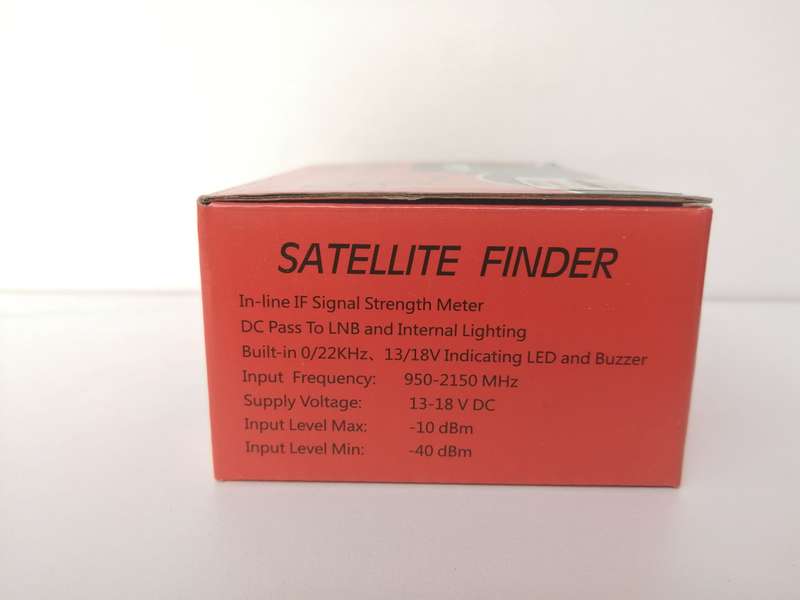 SATELLITE FINDER
In-line IF Signal Strength Meter
DC Pass To LNB and Internal Lighting
Built-in 0/22KHz、13/18V Indicating LED and Buzzer
Input Frequency: 950-2150 MHz
Supply Voltage: 13-18 V DC
Input Level Max: -10 dBm
Input Level Min: -40 dBm